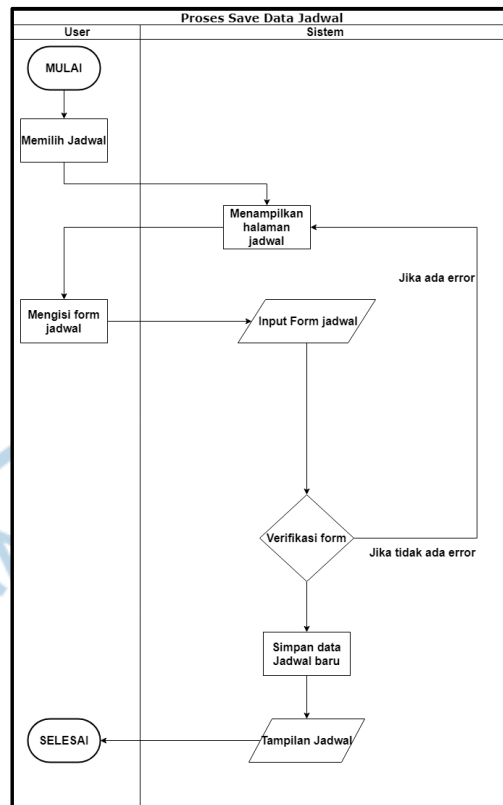 Proses Save Data Jadwal
User
Sistem
MULAI
Memilih Jadwal
Menampilkan
halaman
jadwal
Jika ada error
Mengisi form
jadwal
Input Form jadwal
Verifikasi form
Jika tidak ada error
Simpan data
Jadwal baru
SELESAI
Tampilan Jadwal